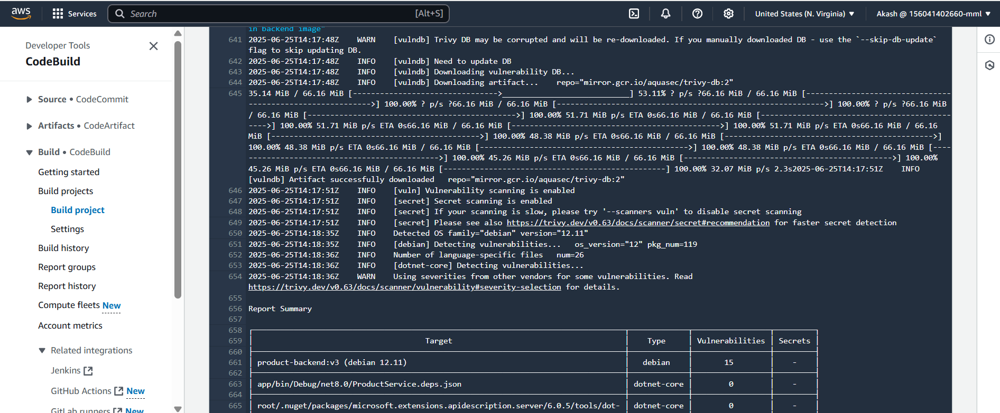 aws
Services
Search
[Alt+S]
United States (N. Virginia) ▼
Akash @ 156041402660-mml ▼
Developer Tools
CodeBuild
Source • CodeCommit
Artifacts • CodeArtifact
Build • CodeBuild
Getting started
Build projects
Build project
Settings
Build history
Report groups
Report history
Compute fleets New
Account metrics
Related integrations
Jenkins
GitHub Actions New
GitLab runners New
in backend image"
641 2025-06-25T14:17:48Z WARN [vulndb] Trivy DB may be corrupted and will be re-downloaded. If you manually downloaded DB - use the `--skip-db-update`
flag to skip updating DB.
642 2025-06-25T14:17:48Z INFO [vulndb] Need to update DB
643 2025-06-25T14:17:48Z INFO [vulndb] Downloading vulnerability DB...
644 2025-06-25T14:17:48Z INFO [vulndb] Downloading artifact... repo="mirror.gcr.io/aquasec/trivy-db:2"
645 35.14 MiB / 66.16 MiB [-------------------------------->____________________________] 53.11% ? p/s ?66.16 MiB / 66.16 MiB [--------------------------------
--------------------------->] 100.00% ? p/s ?66.16 MiB / 66.16 MiB [----------------------------------------------------------->] 100.00% ? p/s ?66.16 MiB
/ 66.16 MiB [---------------------------------------------->] 100.00% 51.71 MiB p/s ETA 0s66.16 MiB / 66.16 MiB [------------------------------------------
---->] 100.00% 51.71 MiB p/s ETA 0s66.16 MiB / 66.16 MiB [---------------------------------------------->] 100.00% 51.71 MiB p/s ETA 0s66.16 MiB / 66.16
MiB [---------------------------------------------->] 100.00% 48.38 MiB p/s ETA 0s66.16 MiB / 66.16 MiB [---------------------------------------------->]
100.00% 48.38 MiB p/s ETA 0s66.16 MiB / 66.16 MiB [---------------------------------------------->] 100.00% 48.38 MiB p/s ETA 0s66.16 MiB / 66.16 MiB [----
------------------------------------------>] 100.00% 45.26 MiB p/s ETA 0s66.16 MiB / 66.16 MiB [---------------------------------------------->] 100.00%
45.26 MiB p/s ETA 0s66.16 MiB / 66.16 MiB [-------------------------------------------------] 100.00% 32.07 MiB p/s 2.3s2025-06-25T14:17:51Z INFO
[vulndb] Artifact successfully downloaded repo="mirror.gcr.io/aquasec/trivy-db:2"
646 2025-06-25T14:17:51Z INFO [vuln] Vulnerability scanning is enabled
647 2025-06-25T14:17:51Z INFO [secret] Secret scanning is enabled
648 2025-06-25T14:17:51Z INFO [secret] If your scanning is slow, please try '--scanners vuln' to disable secret scanning
649 2025-06-25T14:17:51Z INFO [secret] Please see also https://trivy.dev/v0.63/docs/scanner/secret#recommendation for faster secret detection
650 2025-06-25T14:18:35Z INFO Detected OS family="debian" version="12.11"
651 2025-06-25T14:18:35Z INFO [debian] Detecting vulnerabilities... os_version="12" pkg_num=119
652 2025-06-25T14:18:36Z INFO Number of language-specific files num=26
653 2025-06-25T14:18:36Z INFO [dotnet-core] Detecting vulnerabilities...
654 2025-06-25T14:18:36Z WARN Using severities from other vendors for some vulnerabilities. Read
https://trivy.dev/v0.63/docs/scanner/vulnerability#severity-selection for details.
655
656 Report Summary
657
658
659 Target Type Vulnerabilities Secrets
660
661 product-backend:v3 (debian 12.11) debian 15 -
662
663 app/bin/Debug/net8.0/ProductService.deps.json dotnet-core 0 -
664
665 root/.nuget/packages/microsoft.extensions.apidescription.server/6.0.5/tools/dot- dotnet-core 0 -